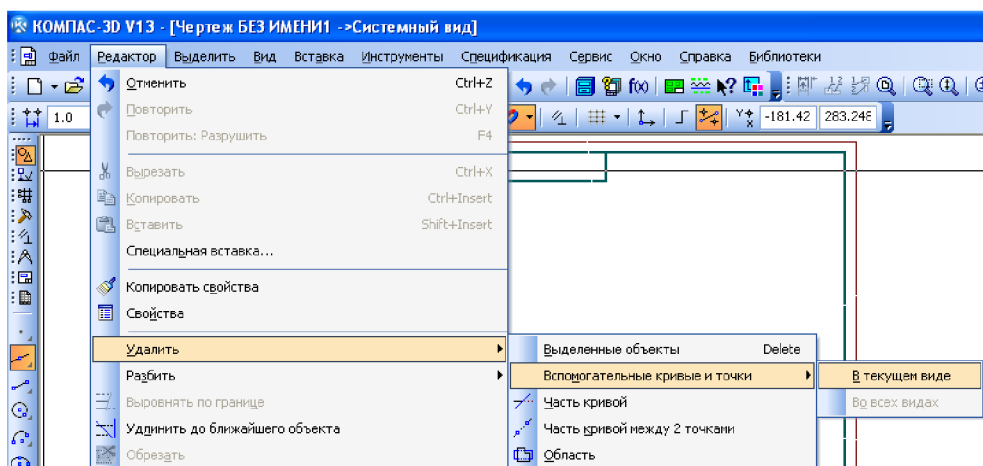 КОМПАС-3D V13 - [Чертеж БЕЗ ИМЕНИ1 ->Системный вид]
Файл Редактор Выделить Вид Вставка Инструменты Спецификация Сервис Окно Справка Библиотеки
Отменить Ctrl+Z
f(x)
1.0 Повторить Ctrl+Y -181.42 283.248
Повторить: Разрушить F4
Вырезать Ctrl+X
Копировать Ctrl+Insert
Вставить Shift+Insert
Специальная вставка...
Копировать свойства
Свойства
Удалить Выделенные объекты Delete
Разбить Вспомогательные кривые и точки В текущем виде
Выровнять по границе Часть кривой Во всех видах
Удлинить до ближайшего объекта Часть кривой между 2 точками
Обрезать Область